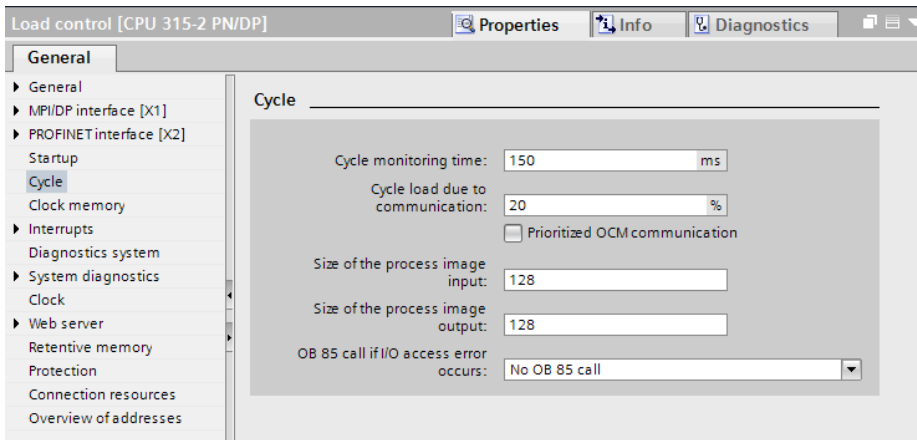 Load control [CPU 315-2 PN/DP]
Properties
Info
Diagnostics
General
General
MPI/DP interface [X1]
PROFINET interface [X2]
Startup
Cycle
Clock memory
Interrupts
Diagnostics system
System diagnostics
Clock
Web server
Retentive memory
Protection
Connection resources
Overview of addresses
Cycle
Cycle monitoring time: 150 ms
Cycle load due to
communication: 20 %
Prioritized OCM communication
Size of the process image
input: 128
Size of the process image
output: 128
OB 85 call if I/O access error
occurs: No OB 85 call